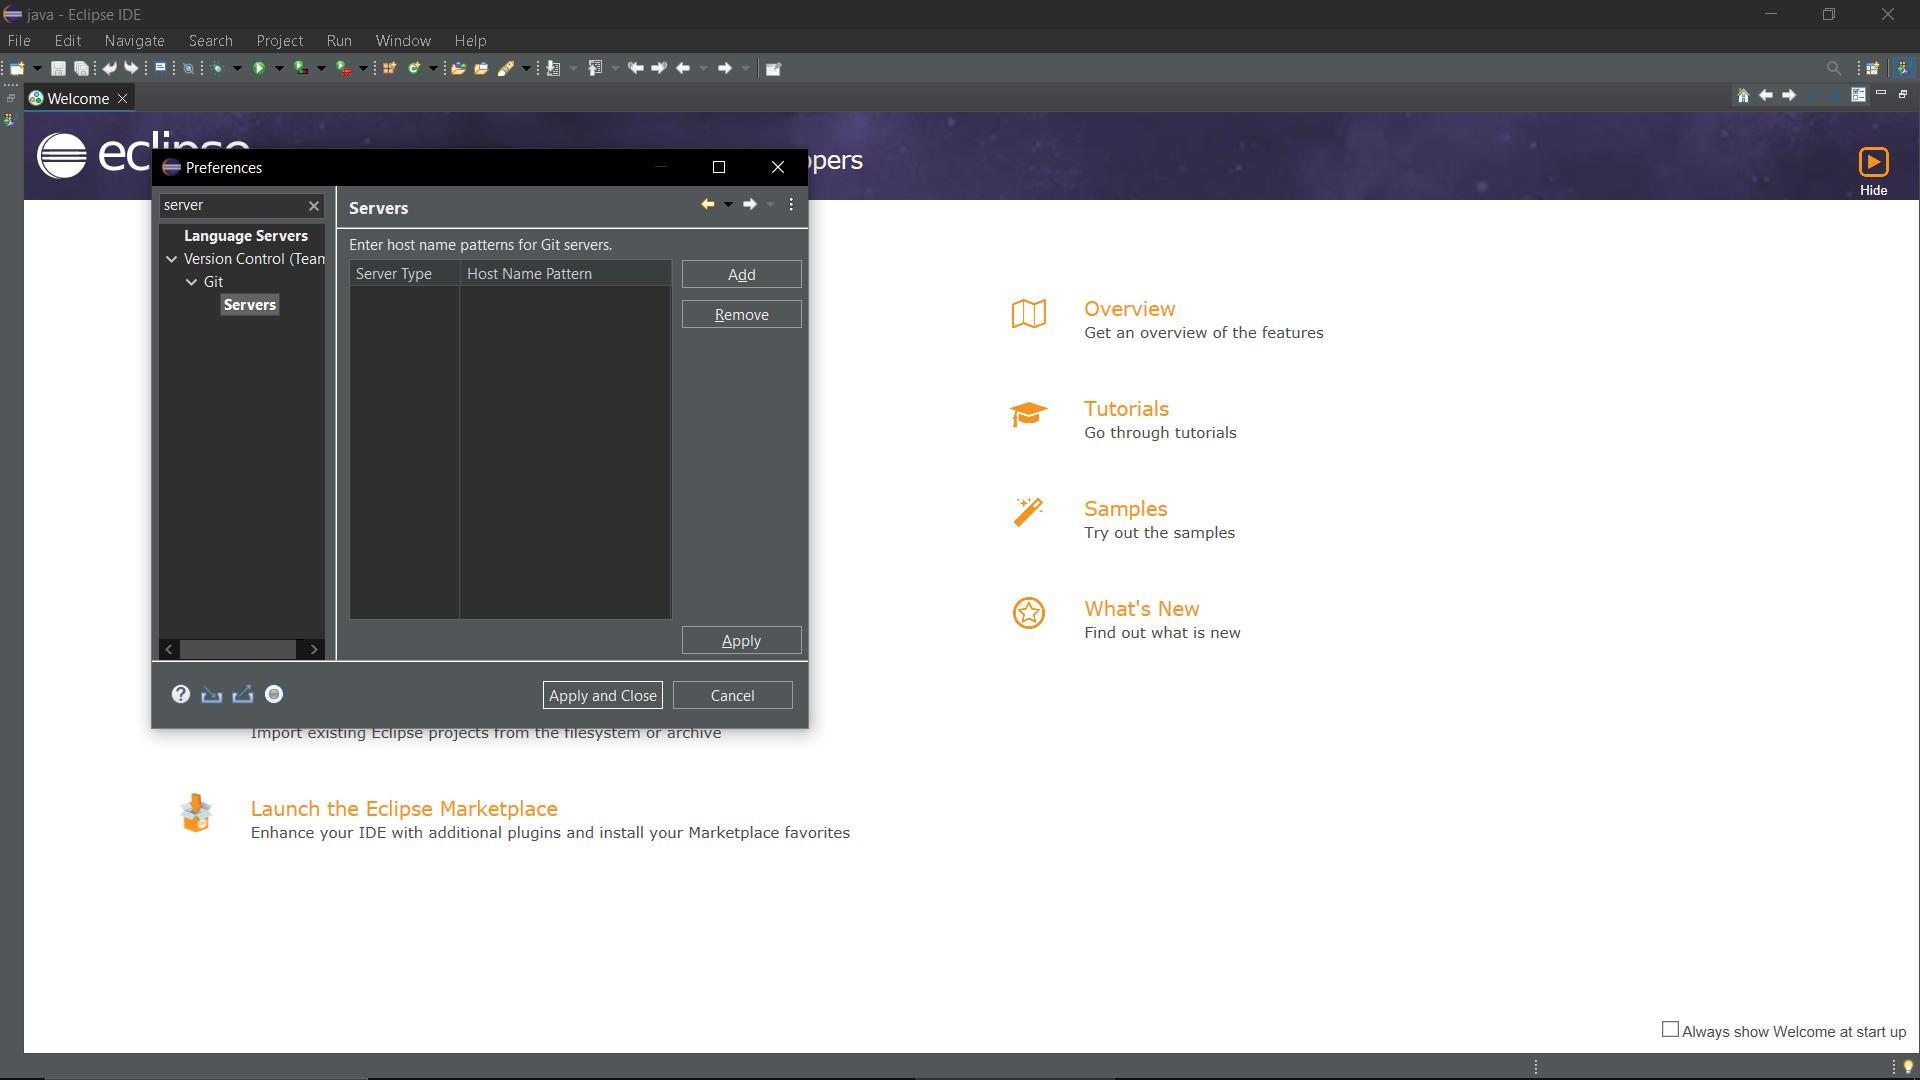 java - Eclipse IDE
File Edit Navigate Search Project Run Window Help
Welcome
pers
Hide
Preferences
server
Language Servers
Version Control (Tean
Git
Servers
Servers
Enter host name patterns for Git servers.
Server Type Host Name Pattern
Add
Remove
Apply
Apply and Close Cancel
Import existing Eclipse projects from the filesystem or archive
Launch the Eclipse Marketplace
Enhance your IDE with additional plugins and install your Marketplace favorites
Overview
Get an overview of the features
Tutorials
Go through tutorials
Samples
Try out the samples
What's New
Find out what is new
Always show Welcome at start up